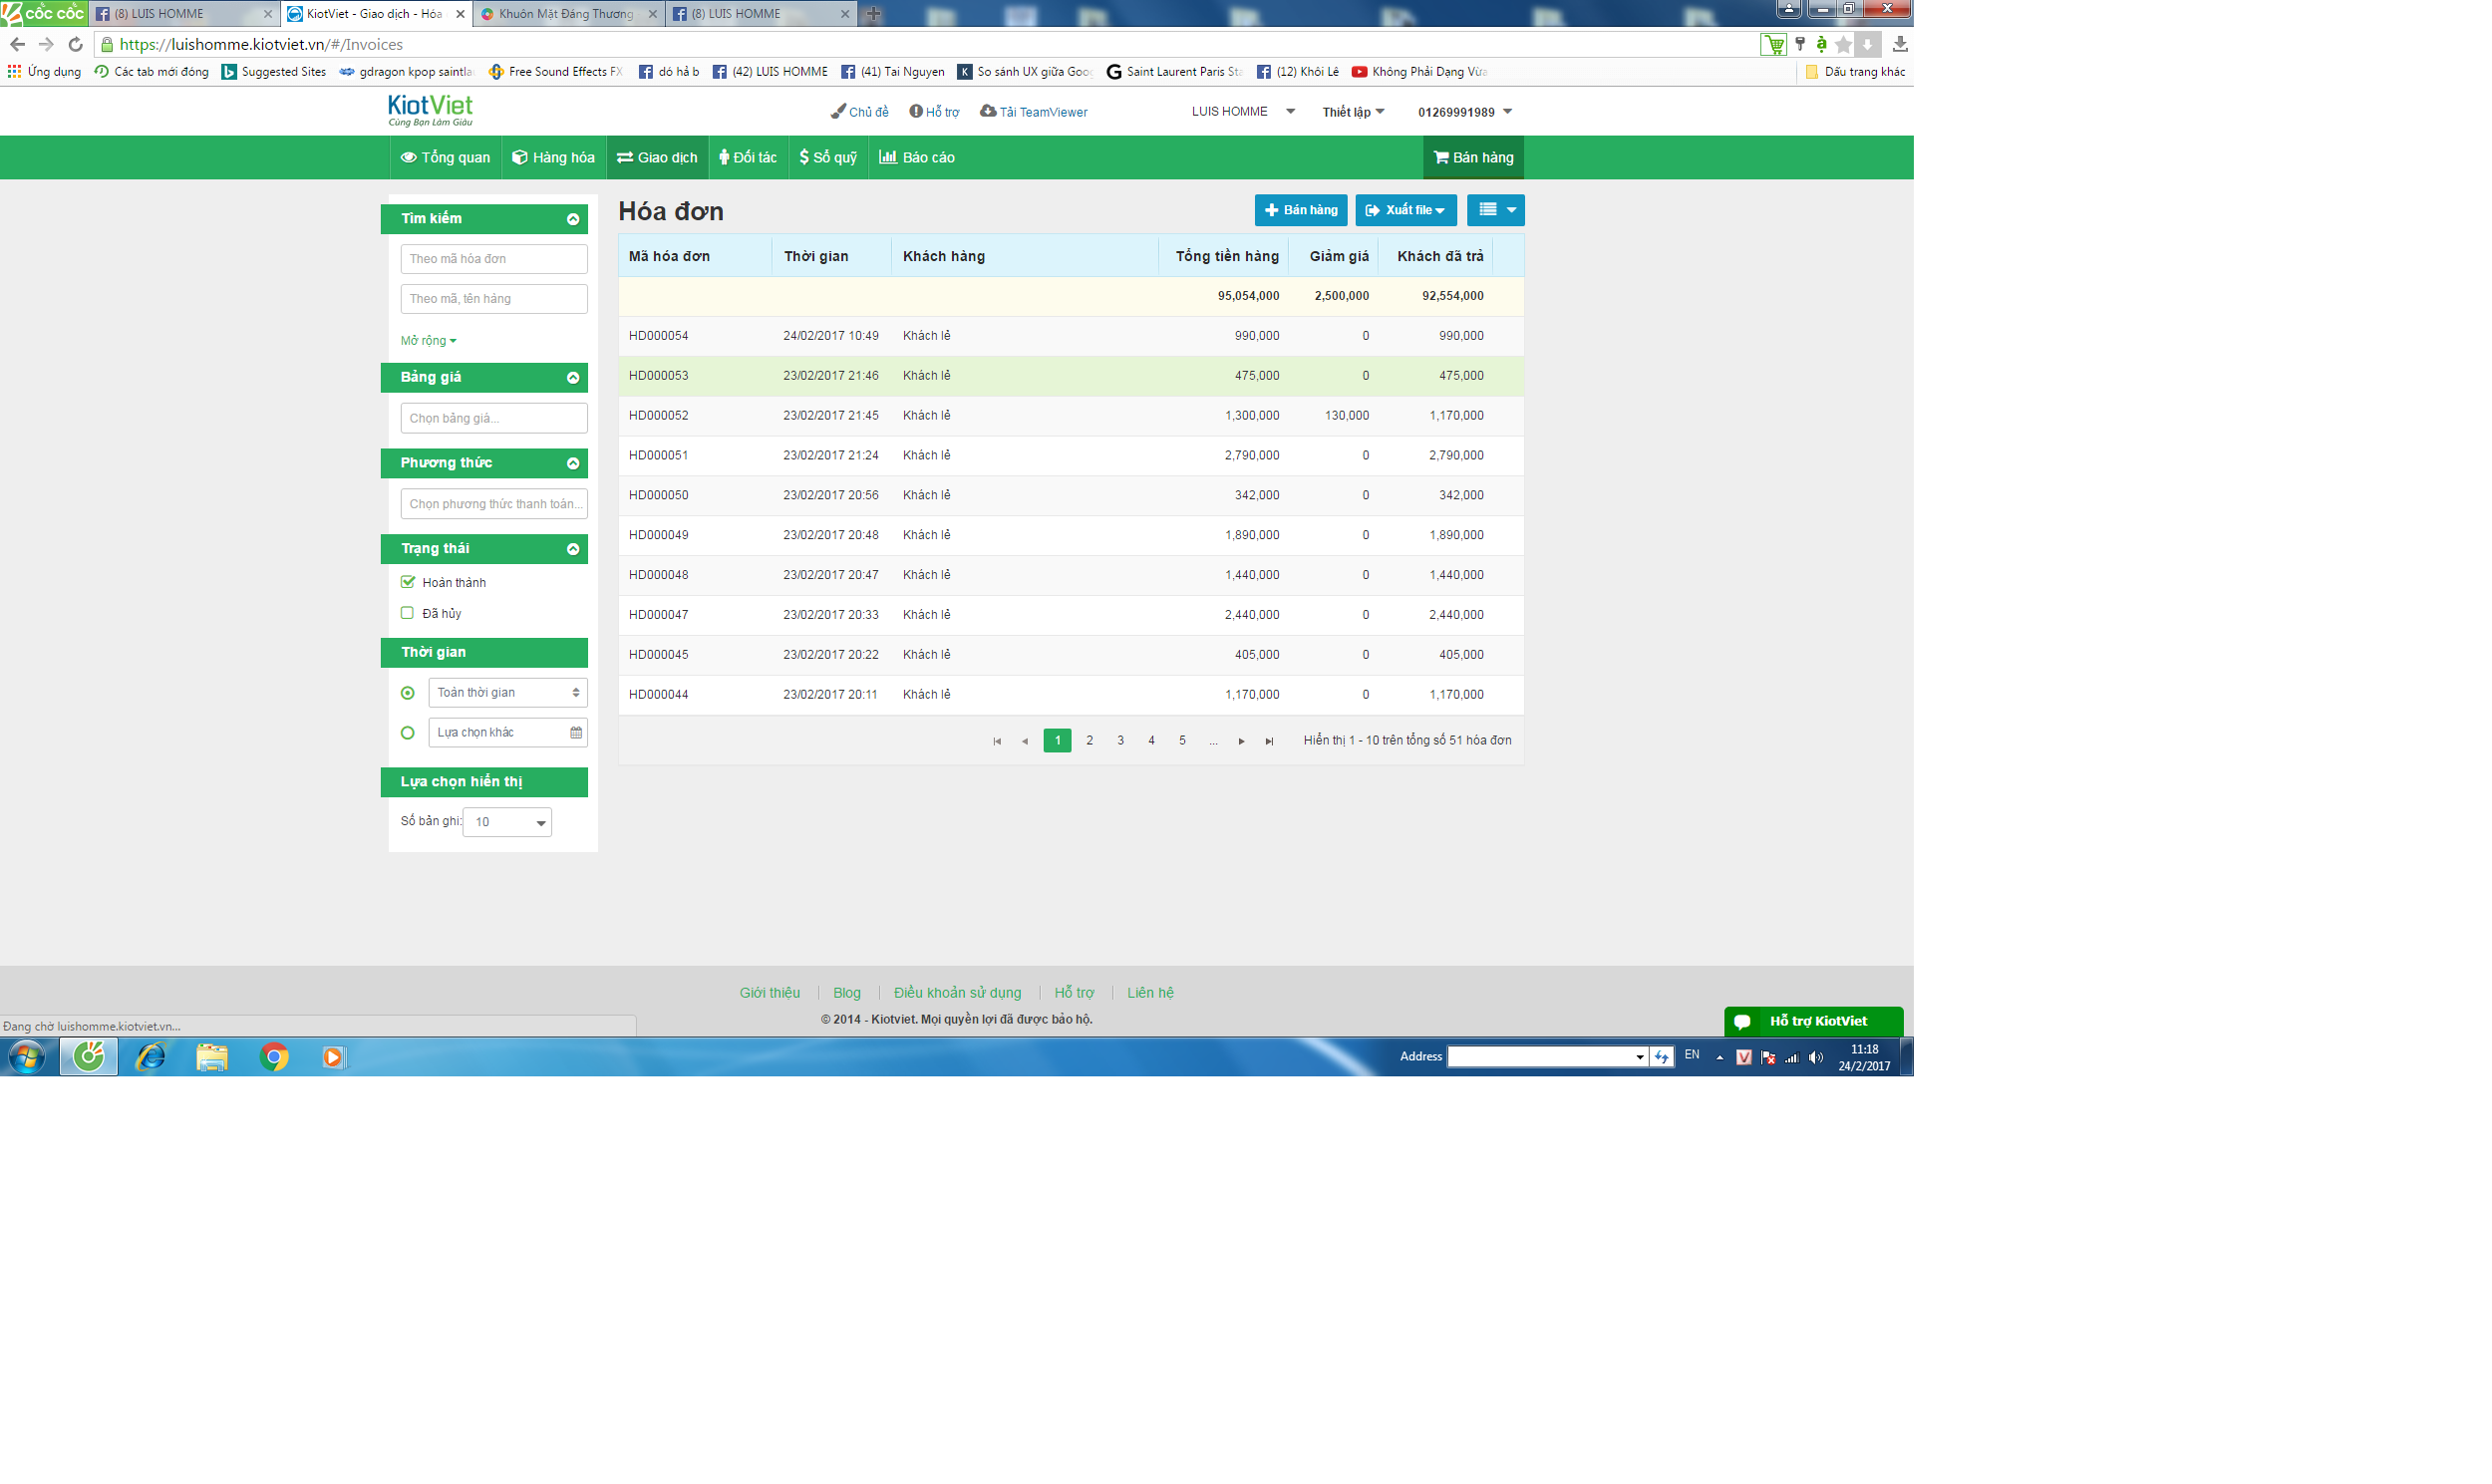 cốc cốc (8) LUIS HOMME KiotViet - Giao dịch - Hóa Khuôn Mặt Đáng Thương (8) LUIS HOMME
https://luishomme.kiotviet.vn/#/Invoices
Ứng dụng Các tab mới đóng Suggested Sites gdragon kpop saintla Free Sound Effects FX dó hả b (42) LUIS HOMME (41) Tai Nguyen So sánh UX giữa Goog Saint Laurent Paris Sta (12) Khôi Lê Không Phải Dạng Vừa Dấu trang khác
KiotViet
Cùng Bạn Làm Giàu
Chủ đề Hỗ trợ Tải TeamViewer LUIS HOMME Thiết lập 01269991989
Tổng quan Hàng hóa Giao dịch Đối tác Sổ quỹ Báo cáo Bán hàng
Tìm kiếm
Theo mã hóa đơn
Theo mã, tên hàng
Mở rộng
Bảng giá
Chọn bảng giá...
Phương thức
Chọn phương thức thanh toán...
Trạng thái
Hoàn thành
Đã hủy
Thời gian
Toàn thời gian
Lựa chọn khác
Lựa chọn hiển thị
Số bản ghi: 10
Hóa đơn
Bán hàng Xuất file
Mã hóa đơn Thời gian Khách hàng Tổng tiền hàng Giảm giá Khách đã trả
95,054,000 2,500,000 92,554,000
HD000054 24/02/2017 10:49 Khách lẻ 990,000 0 990,000
HD000053 23/02/2017 21:46 Khách lẻ 475,000 0 475,000
HD000052 23/02/2017 21:45 Khách lẻ 1,300,000 130,000 1,170,000
HD000051 23/02/2017 21:24 Khách lẻ 2,790,000 0 2,790,000
HD000050 23/02/2017 20:56 Khách lẻ 342,000 0 342,000
HD000049 23/02/2017 20:48 Khách lẻ 1,890,000 0 1,890,000
HD000048 23/02/2017 20:47 Khách lẻ 1,440,000 0 1,440,000
HD000047 23/02/2017 20:33 Khách lẻ 2,440,000 0 2,440,000
HD000045 23/02/2017 20:22 Khách lẻ 405,000 0 405,000
HD000044 23/02/2017 20:11 Khách lẻ 1,170,000 0 1,170,000
1 2 3 4 5 ... Hiển thị 1 - 10 trên tổng số 51 hóa đơn
Giới thiệu Blog Điều khoản sử dụng Hỗ trợ Liên hệ
© 2014 - Kiotviet. Mọi quyền lợi đã được bảo hộ.
Hỗ trợ KiotViet
Đang chờ luishomme.kiotviet.vn...
Address EN 11:18
24/2/2017